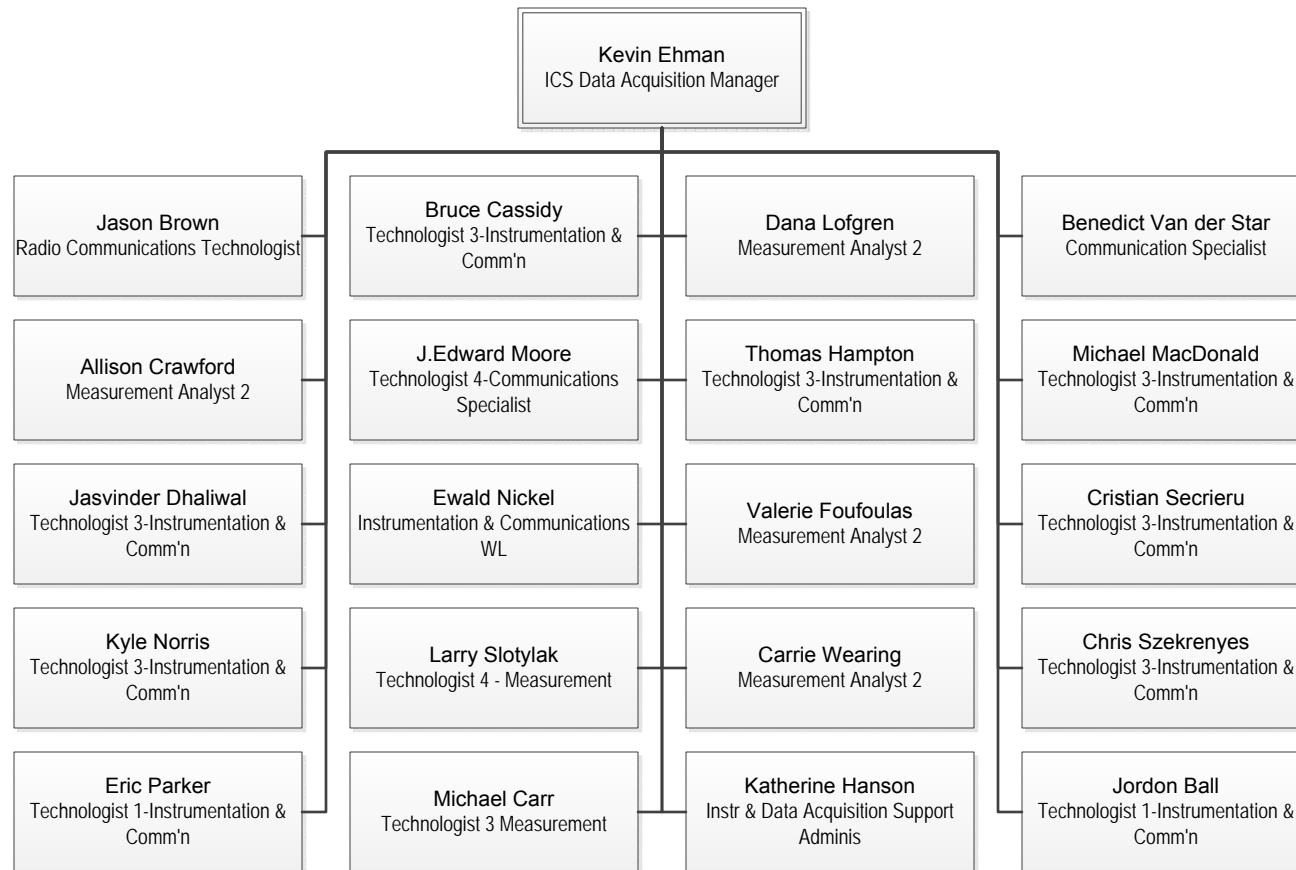 Kevin Ehman
ICS Data Acquisition Manager
Jason Brown
Radio Communications Technologist
Bruce Cassidy
Technologist 3-Instrumentation &
Comm'n
Dana Lofgren
Measurement Analyst 2
Benedict Van der Star
Communication Specialist
Allison Crawford
Measurement Analyst 2
J.Edward Moore
Technologist 4-Communications
Specialist
Thomas Hampton
Technologist 3-Instrumentation &
Comm'n
Michael MacDonald
Technologist 3-Instrumentation &
Comm'n
Jasvinder Dhaliwal
Technologist 3-Instrumentation &
Comm'n
Ewald Nickel
Instrumentation & Communications
WL
Valerie Foufoulas
Measurement Analyst 2
Cristian Secrieru
Technologist 3-Instrumentation &
Comm'n
Kyle Norris
Technologist 3-Instrumentation &
Comm'n
Larry Slotylak
Technologist 4 - Measurement
Carrie Wearing
Measurement Analyst 2
Chris Szekrenyes
Technologist 3-Instrumentation &
Comm'n
Eric Parker
Technologist 1-Instrumentation &
Comm'n
Michael Carr
Technologist 3 Measurement
Katherine Hanson
Instr & Data Acquisition Support
Adminis
Jordon Ball
Technologist 1-Instrumentation &
Comm'n